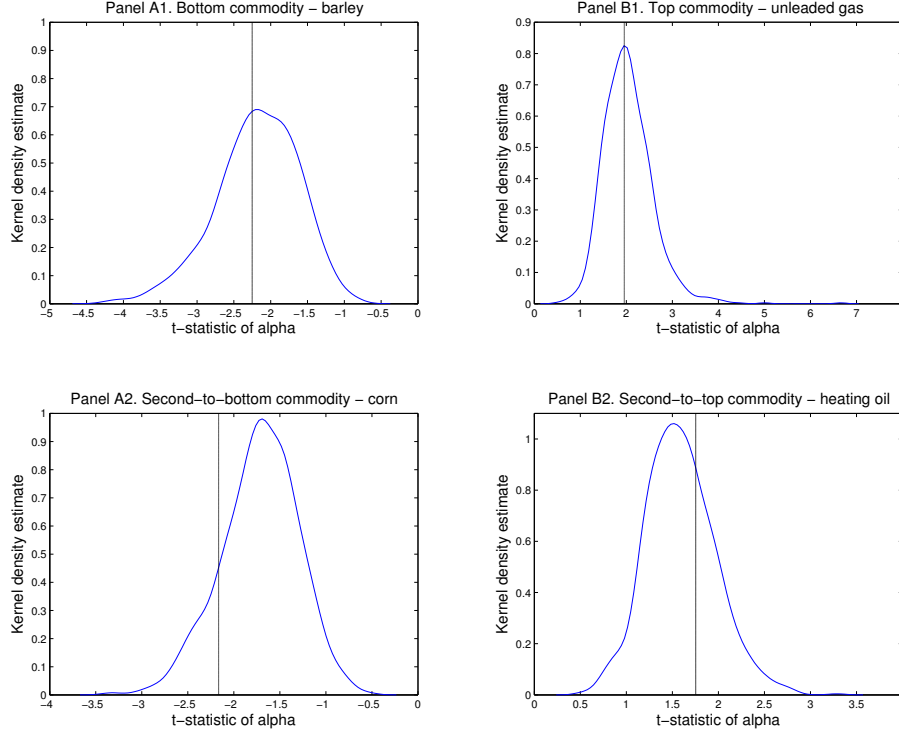 Panel A1. Bottom commodity − barley
Kernel density estimate
1
0.9
0.8
0.7
0.6
0.5
0.4
0.3
0.2
0.1
0
−5 −4.5 −4 −3.5 −3 −2.5 −2 −1.5 −1 −0.5 0
t−statistic of alpha
Panel B1. Top commodity − unleaded gas
Kernel density estimate
0.9
0.8
0.7
0.6
0.5
0.4
0.3
0.2
0.1
0
0 1 2 3 4 5 6 7
t−statistic of alpha
Panel A2. Second−to−bottom commodity − corn
Kernel density estimate
1
0.9
0.8
0.7
0.6
0.5
0.4
0.3
0.2
0.1
0
−4 −3.5 −3 −2.5 −2 −1.5 −1 −0.5 0
t−statistic of alpha
Panel B2. Second−to−top commodity − heating oil
Kernel density estimate
1
0.8
0.6
0.4
0.2
0
0 0.5 1 1.5 2 2.5 3 3.5
t−statistic of alpha